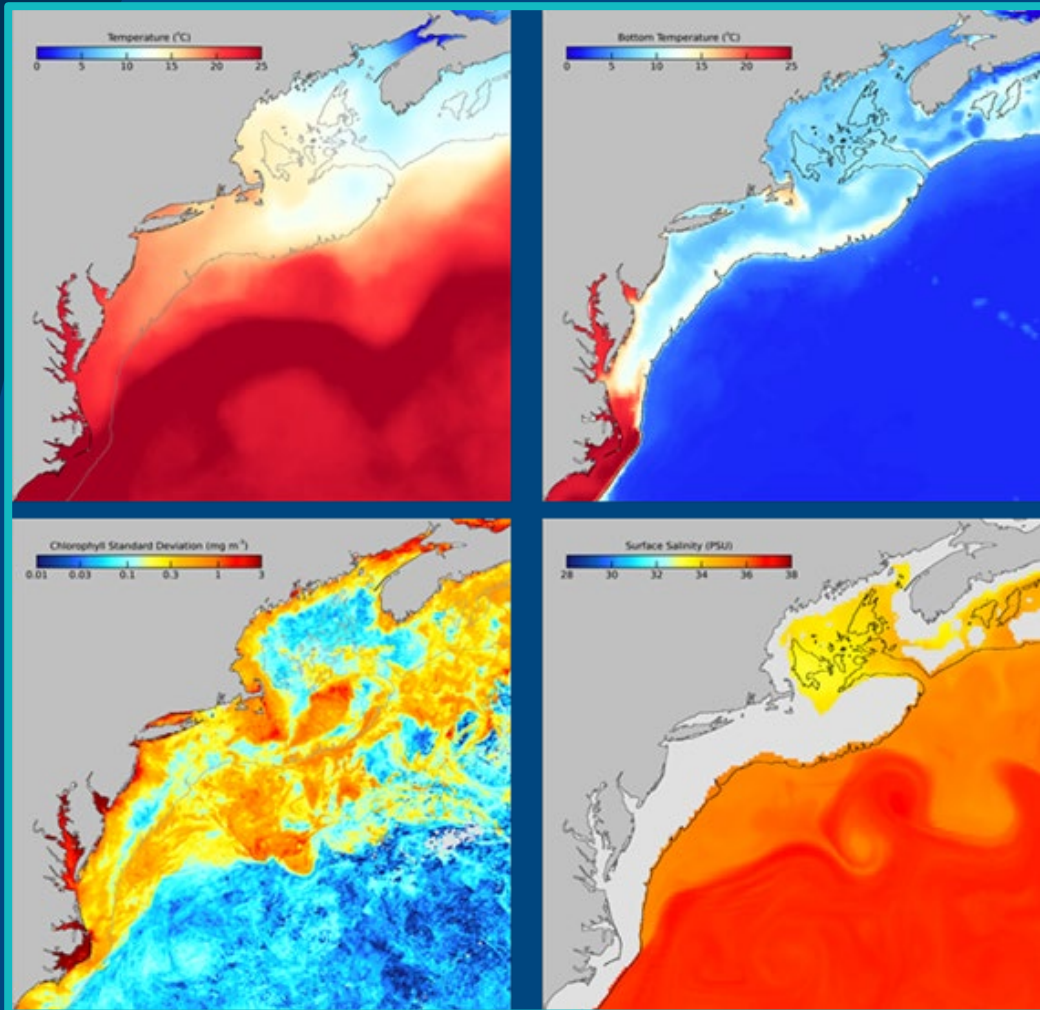 Temperature (°C)
0 5 10 15 20 25
Bottom Temperature (°C)
0 5 10 15 20 25
Chlorophyll Standard Deviation (mg m⁻³)
0.01 0.03 0.1 0.3 1 3
Surface Salinity (PSU)
28 30 32 34 36 38